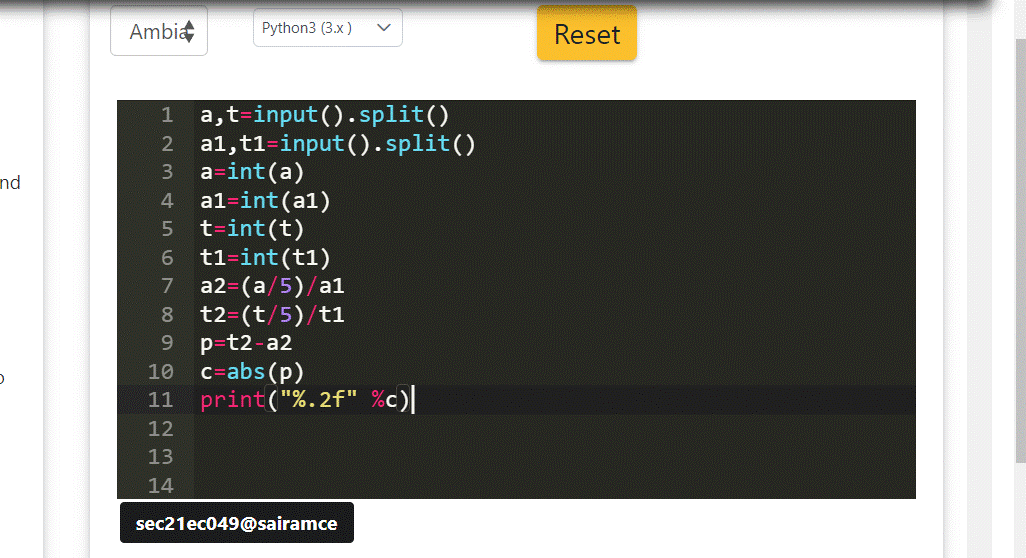 Ambia
Python3 (3.x )
Reset
nd
1 a,t=input().split()
2 a1,t1=input().split()
3 a=int(a)
4 a1=int(a1)
5 t=int(t)
6 t1=int(t1)
7 a2=(a/5)/a1
8 t2=(t/5)/t1
9 p=t2-a2
10 c=abs(p)
11 print("%.2f" %c)
12
13
14
sec21ec049@sairamce